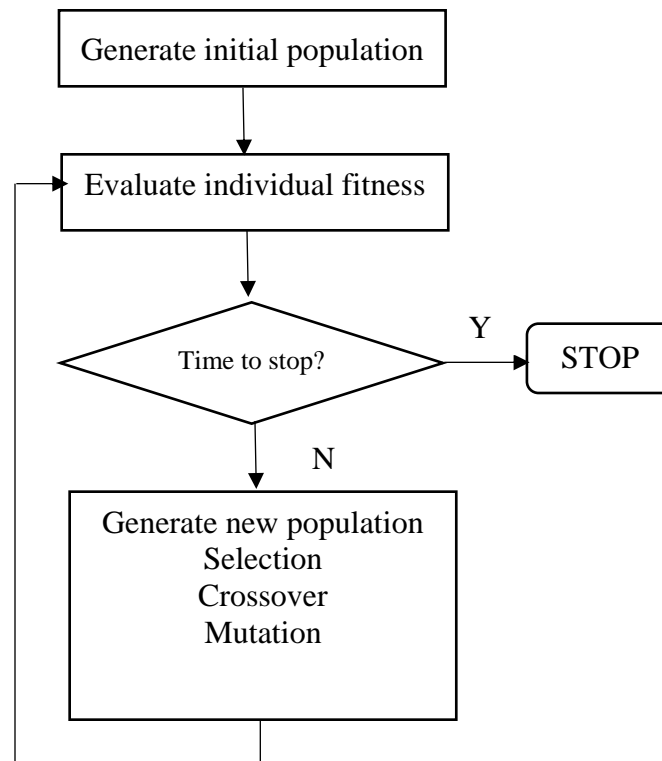 Generate initial population
Evaluate individual fitness
Y
Time to stop?
STOP
N
Generate new population
Selection
Crossover
Mutation